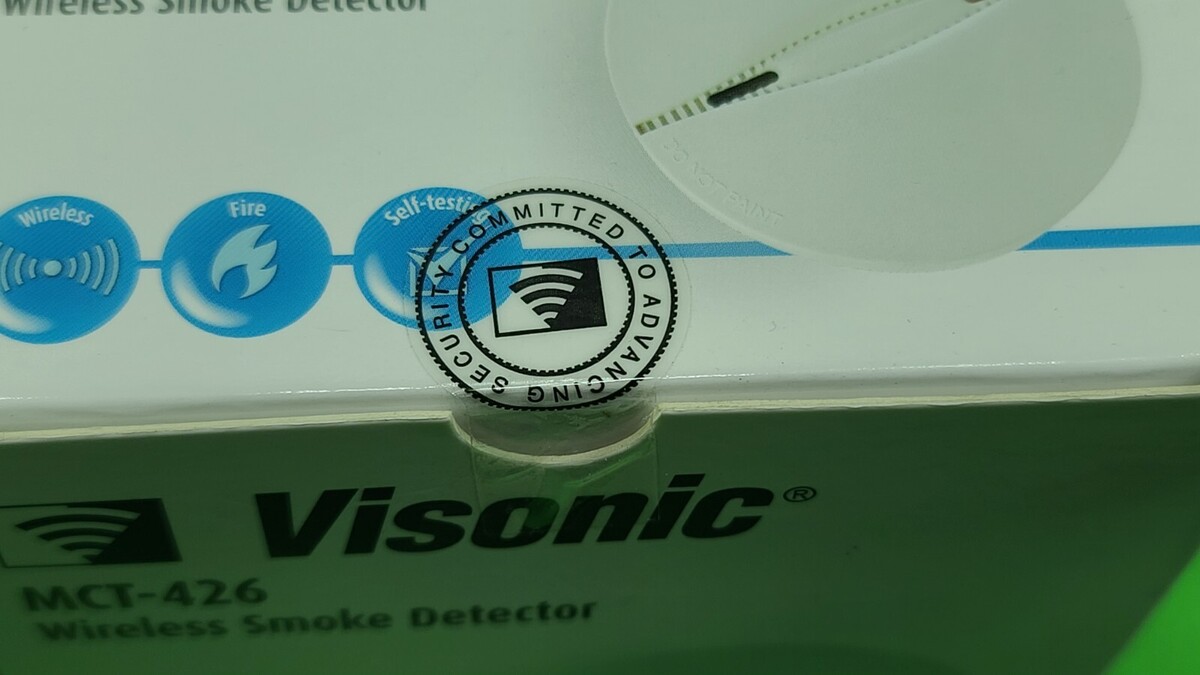 Wireless Smoke Detector
DO NOT PAINT
Wireless
Fire
Self-testing
COMMITTED TO ADVANCING SECURITY
Visonic®
MCT-426
Wireless Smoke Detector